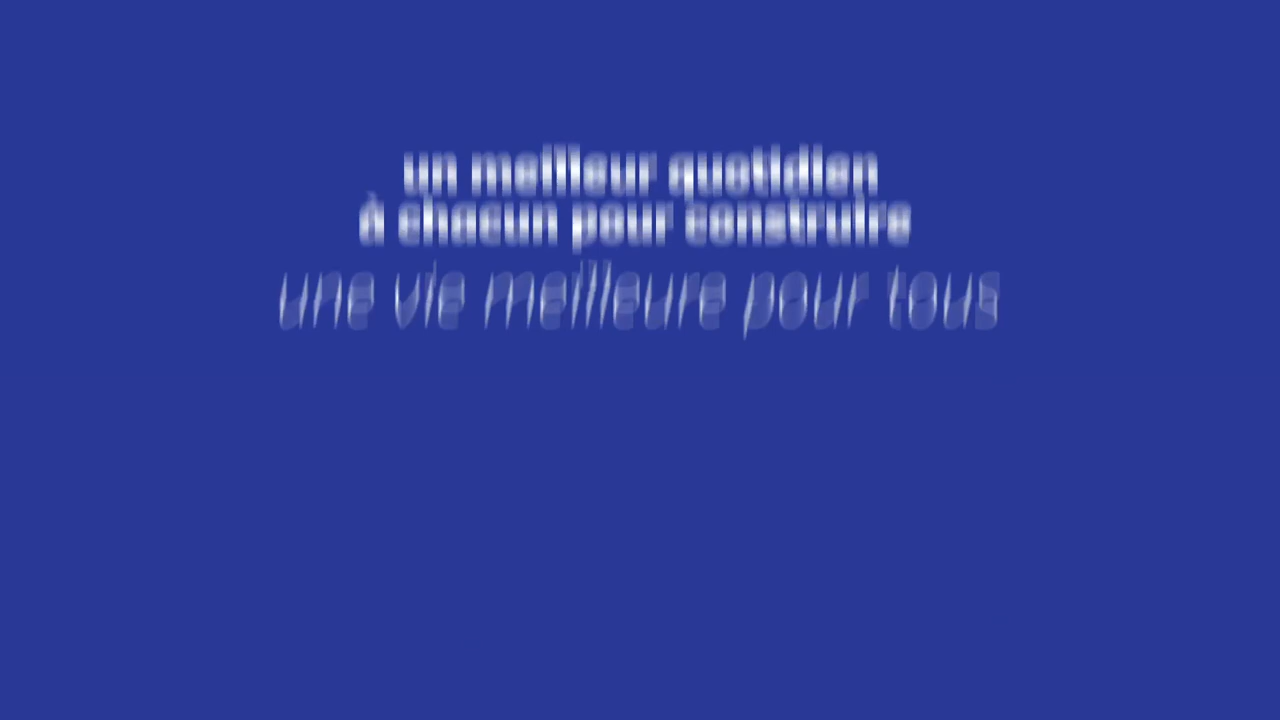 un meilleur quotidien
à chacun pour construire
une vie meilleure pour tous